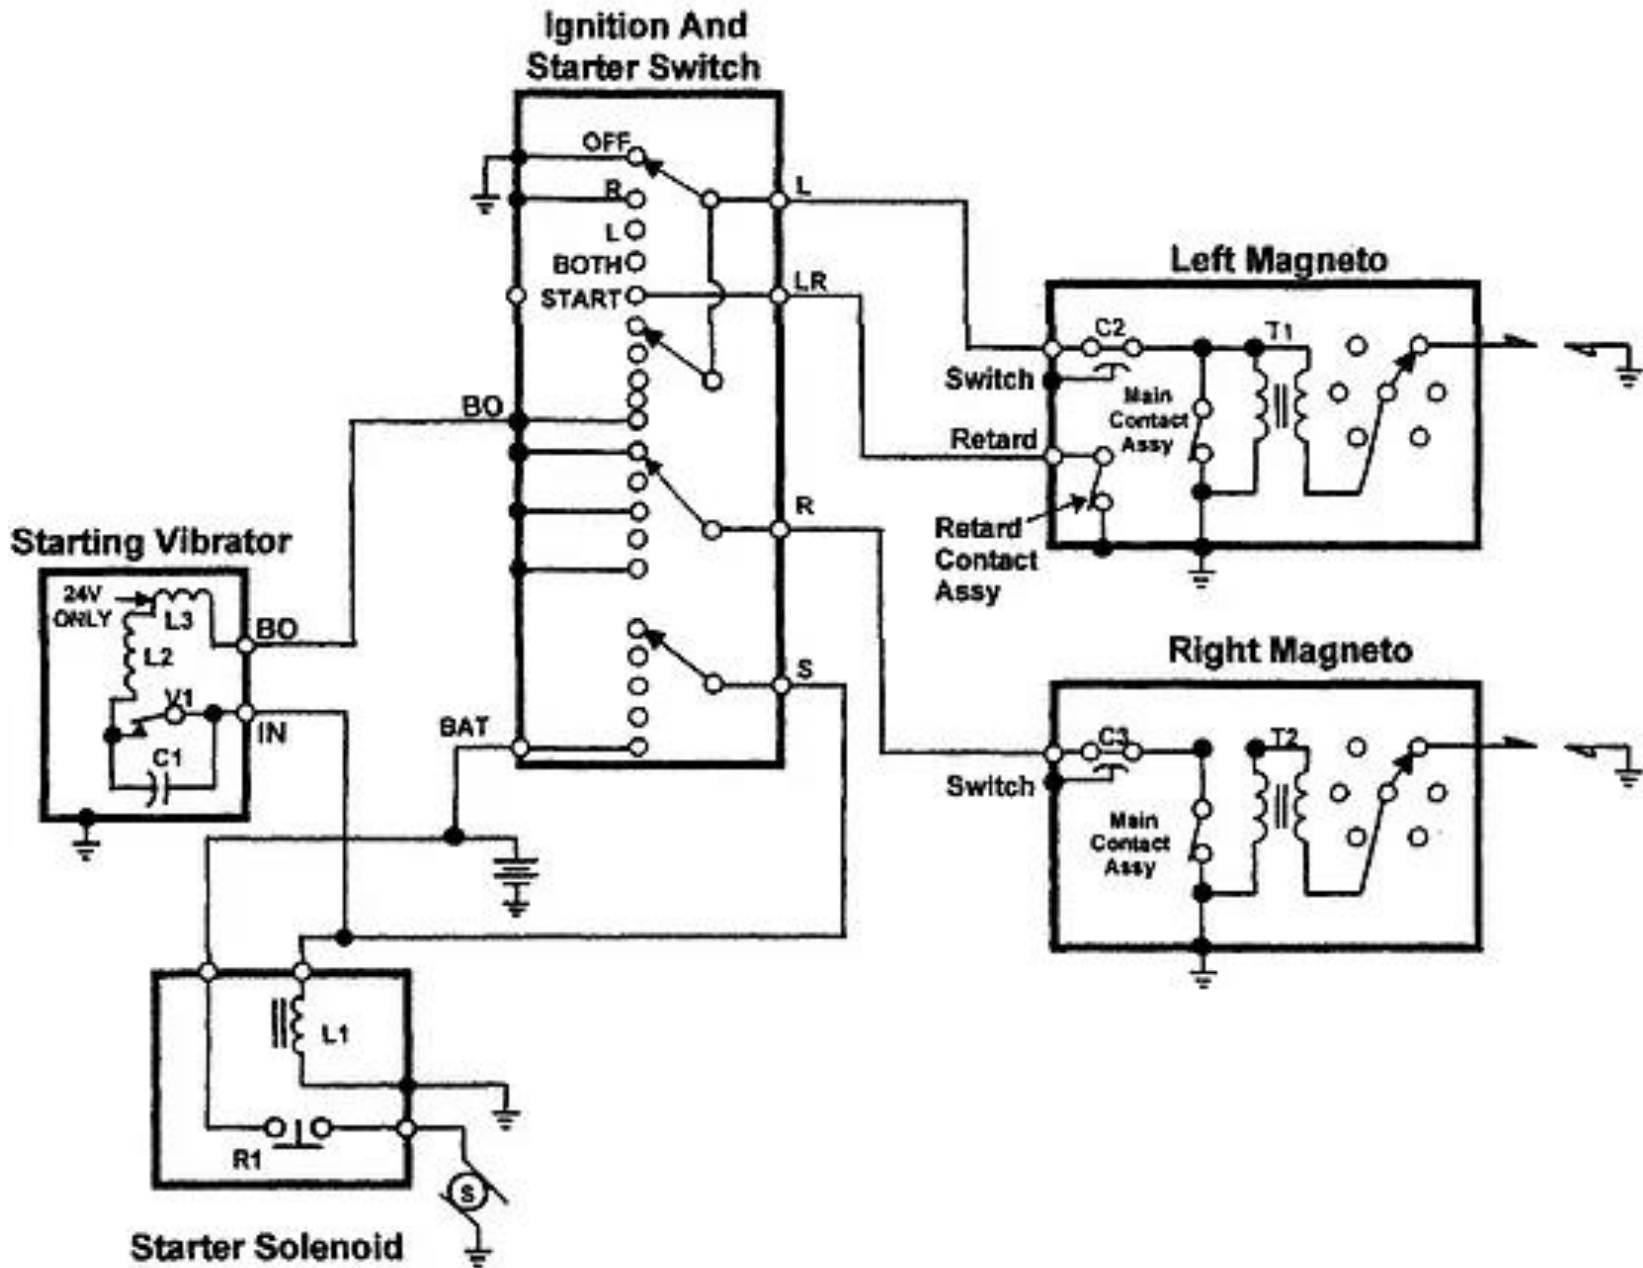 Ignition And
Starter Switch
OFF
R
L
BOTH
START
L
LR
BO
R
S
BAT
Left Magneto
C2
T1
Switch
Main
Contact
Assy
Retard
Retard
Contact
Assy
Starting Vibrator
24V
ONLY
L3
BO
L2
V1
IN
C1
Right Magneto
C3
T2
Switch
Main
Contact
Assy
L1
R1
S
Starter Solenoid